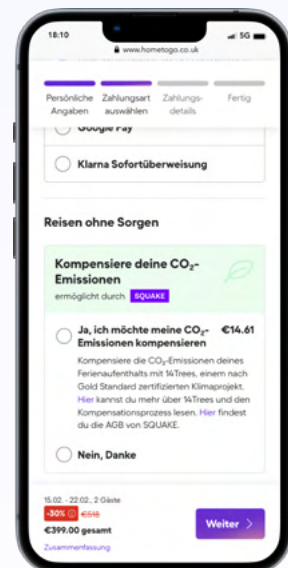 18:10
5G
www.hometogo.co.uk
Persönliche Angaben
Zahlungsart auswählen
Zahlungs-details
Fertig
Google Pay
Klarna Sofortüberweisung
Reisen ohne Sorgen
Kompensiere deine CO₂-
Emissionen
ermöglicht durch SQUAKE
Ja, ich möchte meine CO₂- €14.61
Emissionen kompensieren
Kompensiere die CO₂-Emissionen deines
Ferienaufenthalts mit 14Trees, einem nach
Gold Standard zertifizierten Klimaprojekt.
Hier kannst du mehr über 14Trees und den
Kompensationsprozess lesen. Hier findest
du die AGB von SQUAKE.
Nein, Danke
15.02. - 22.02., 2 Gäste
-30% €518
€399.00 gesamt
Weiter
Zusammenfassung